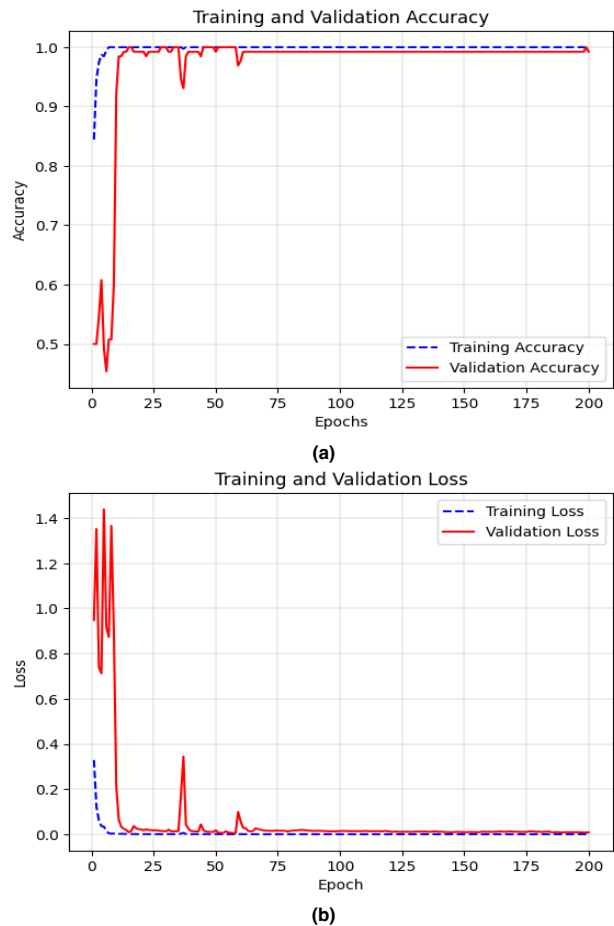 Training and Validation Accuracy
1.0
0.9
0.8
0.7
0.6
0.5
Accuracy
Training Accuracy
Validation Accuracy
0 25 50 75 100 125 150 175 200
Epochs
(a)
Training and Validation Loss
1.4
1.2
1.0
0.8
0.6
0.4
0.2
0.0
Loss
Training Loss
Validation Loss
0 25 50 75 100 125 150 175 200
Epoch
(b)